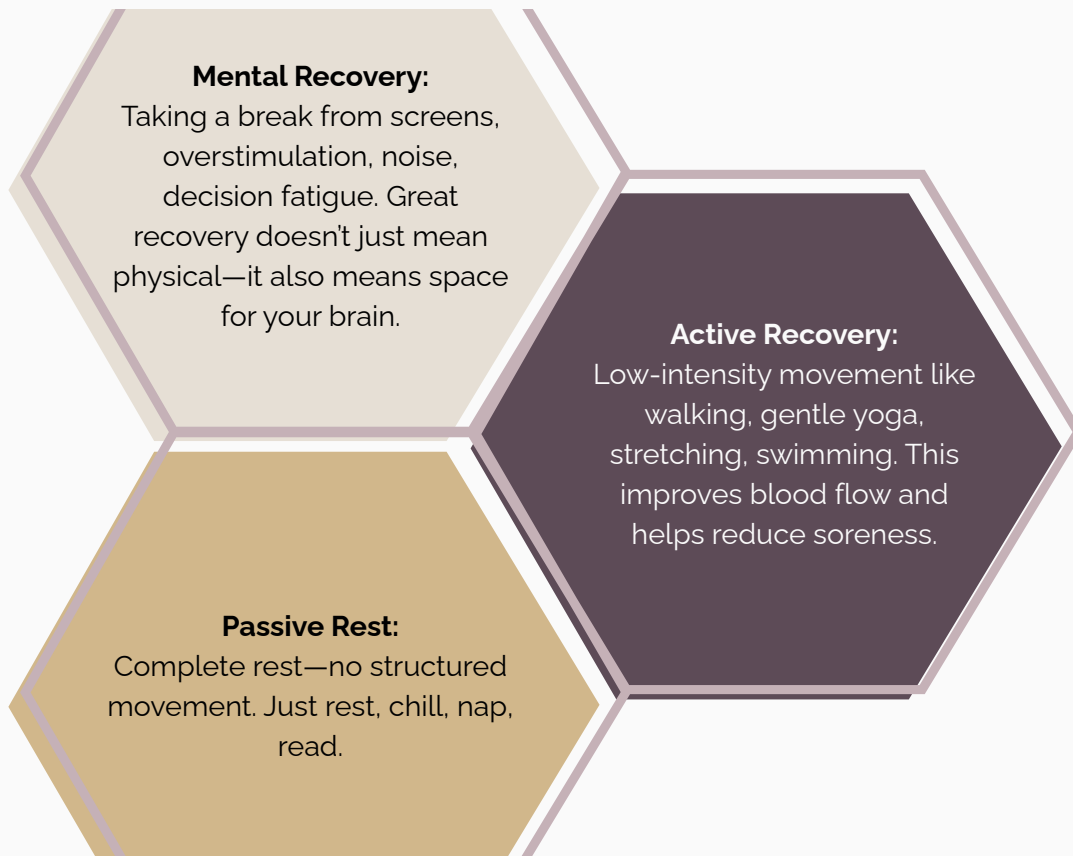 Mental Recovery:
Taking a break from screens,
overstimulation, noise,
decision fatigue. Great
recovery doesn’t just mean
physical—it also means space
for your brain.
Active Recovery:
Low-intensity movement like
walking, gentle yoga,
stretching, swimming. This
improves blood flow and
helps reduce soreness.
Passive Rest:
Complete rest—no structured
movement. Just rest, chill, nap,
read.